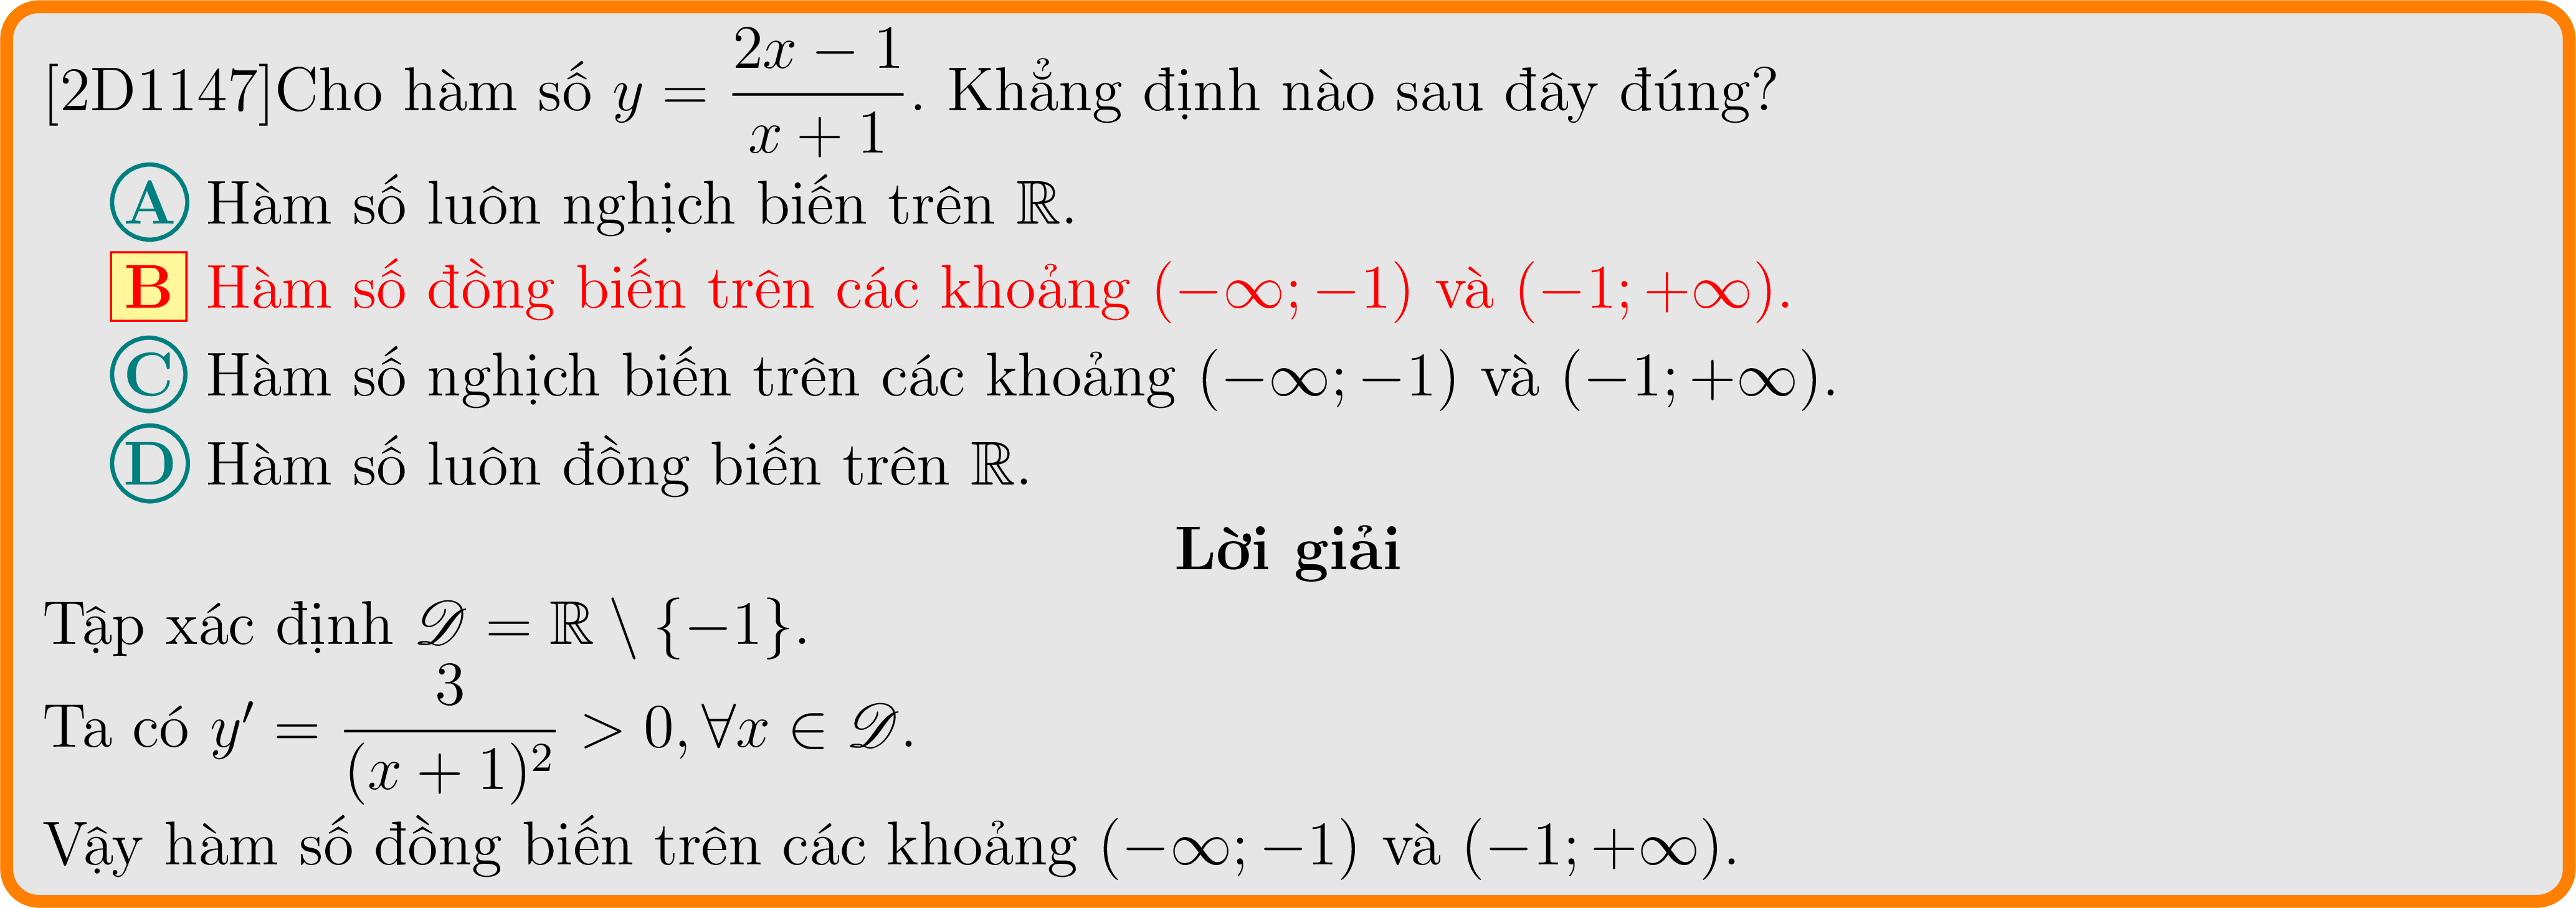 [2D1147]Cho hàm số $y = \dfrac{2x-1}{x+1}$. Khẳng định nào sau đây đúng?
A Hàm số luôn nghịch biến trên $\mathbb{R}$.
B Hàm số đồng biến trên các khoảng $(-\infty; -1)$ và $(-1; +\infty)$.
C Hàm số nghịch biến trên các khoảng $(-\infty; -1)$ và $(-1; +\infty)$.
D Hàm số luôn đồng biến trên $\mathbb{R}$.
Lời giải
Tập xác định $\mathscr{D} = \mathbb{R} \setminus \{-1\}$.
Ta có $y' = \dfrac{3}{(x+1)^2} > 0, \forall x \in \mathscr{D}$.
Vậy hàm số đồng biến trên các khoảng $(-\infty; -1)$ và $(-1; +\infty)$.